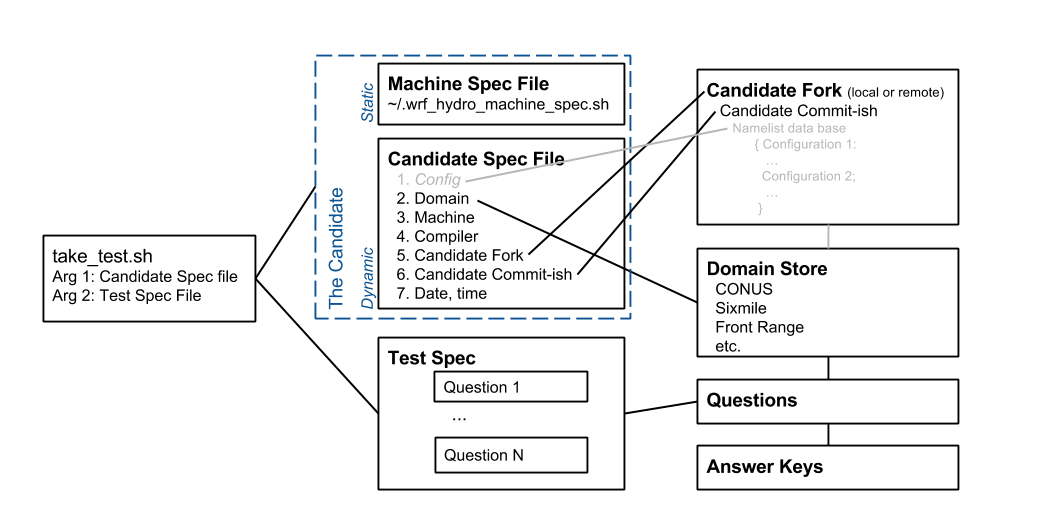 take_test.sh
Arg 1: Candidate Spec file
Arg 2: Test Spec File
The Candidate
Static
Dynamic
Machine Spec File
~/.wrf_hydro_machine_spec.sh
Candidate Spec File
1. Config
2. Domain
3. Machine
4. Compiler
5. Candidate Fork
6. Candidate Commit-ish
7. Date, time
Test Spec
Question 1
...
Question N
Candidate Fork (local or remote)
Candidate Commit-ish
Namelist data base
{ Configuration 1:
...
Configuration 2;
...
}
Domain Store
CONUS
Sixmile
Front Range
etc.
Questions
Answer Keys